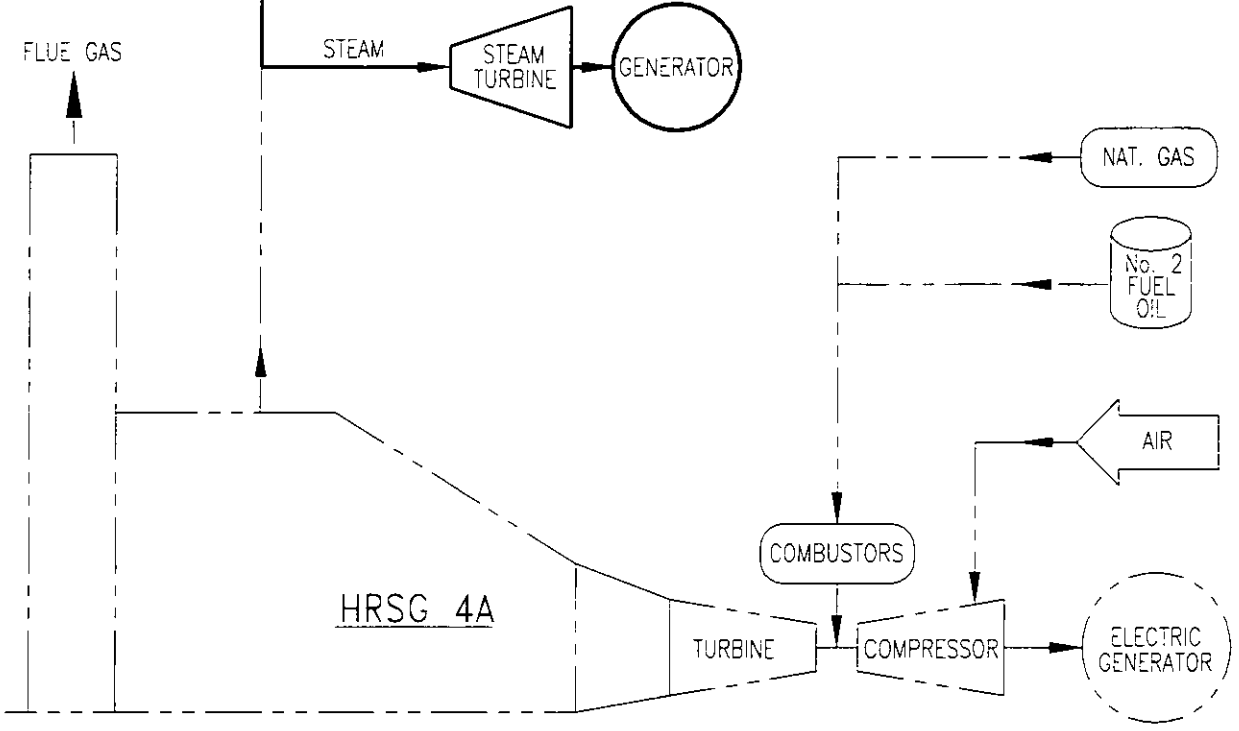 FLUE GAS
STEAM
STEAM
TURBINE
GENERATOR
NAT. GAS
No. 2
FUEL
OIL
AIR
COMBUSTORS
HRSG 4A
TURBINE
COMPRESSOR
ELECTRIC
GENERATOR